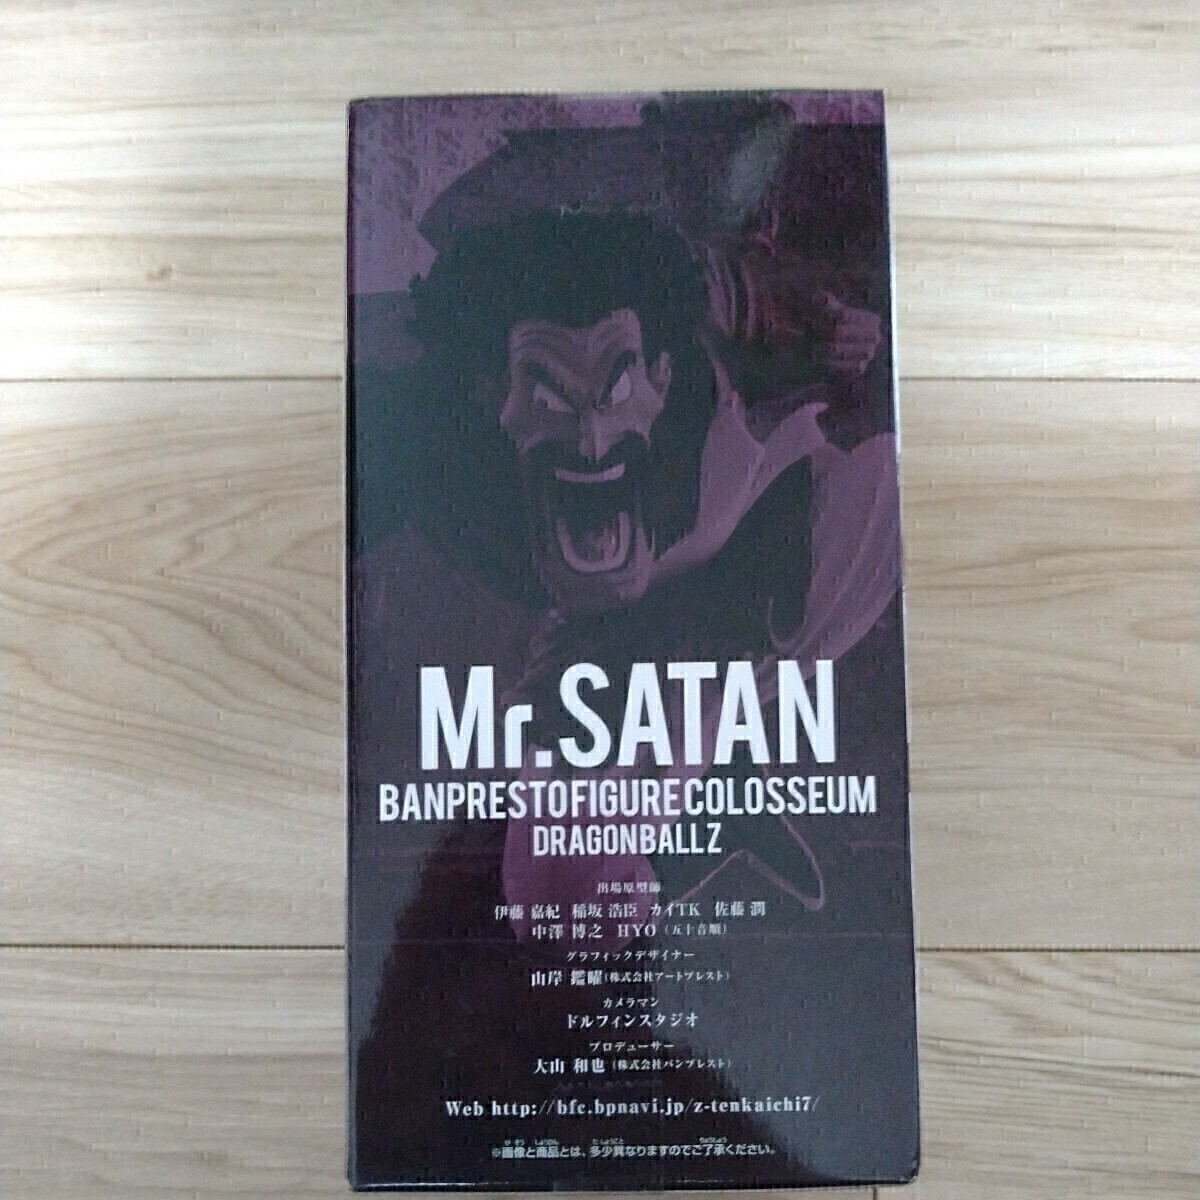 Mr.SATAN
BANPRESTO FIGURE COLOSSEUM
DRAGONBALL Z
出場原型師
伊藤 嘉紀 稲坂 浩臣 カイTK 佐藤 潤
中澤 博之 HYO（五十音順）
グラフィックデザイナー
山岸 鑑曜（株式会社アートプレスト）
カメラマン
ドルフィンスタジオ
プロデューサー
大山 和也（株式会社バンプレスト）
Web http://bfc.bpnavi.jp/z-tenkaichi7/
※画像と商品とは、多少異なりますのでご了承ください。